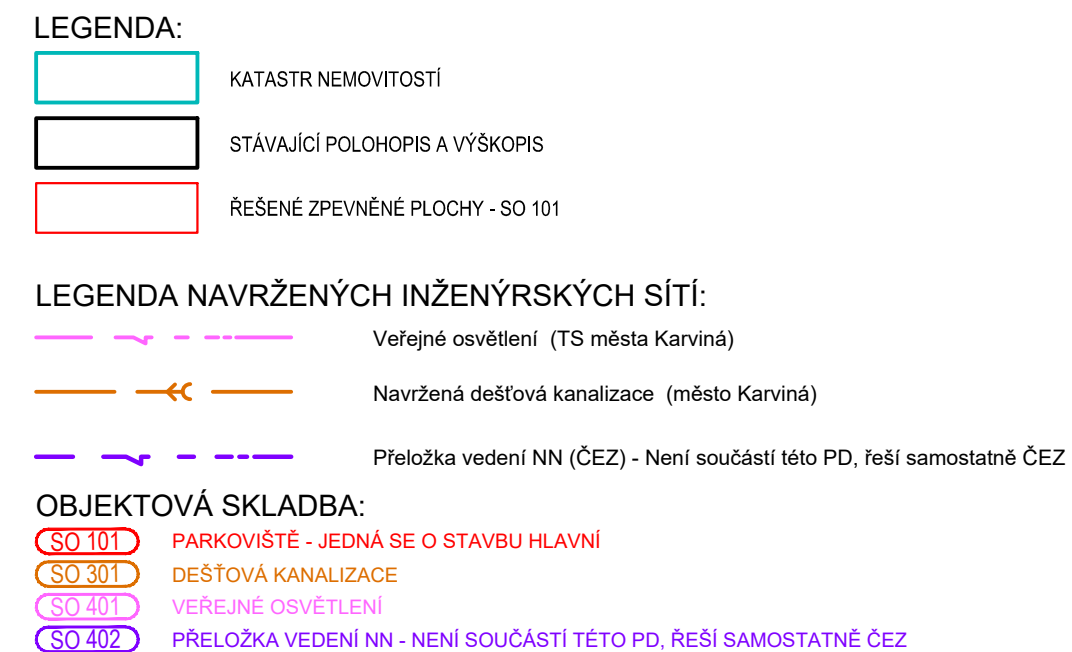 LEGENDA:
KATASTR NEMOVITOSTÍ
STÁVAJÍCÍ POLOHOPIS A VÝŠKOPIS
ŘEŠENÉ ZPEVNĚNÉ PLOCHY - SO 101
LEGENDA NAVRŽENÝCH INŽENÝRSKÝCH SÍTÍ:
Veřejné osvětlení (TS města Karviná)
Navržená dešťová kanalizace (město Karviná)
Přeložka vedení NN (ČEZ) - Není součástí této PD, řeší samostatně ČEZ
OBJEKTOVÁ SKLADBA:
SO 101 PARKOVIŠTĚ - JEDNÁ SE O STAVBU HLAVNÍ
SO 301 DEŠŤOVÁ KANALIZACE
SO 401 VEŘEJNÉ OSVĚTLENÍ
SO 402 PŘELOŽKA VEDENÍ NN - NENÍ SOUČÁSTÍ TÉTO PD, ŘEŠÍ SAMOSTATNĚ ČEZ